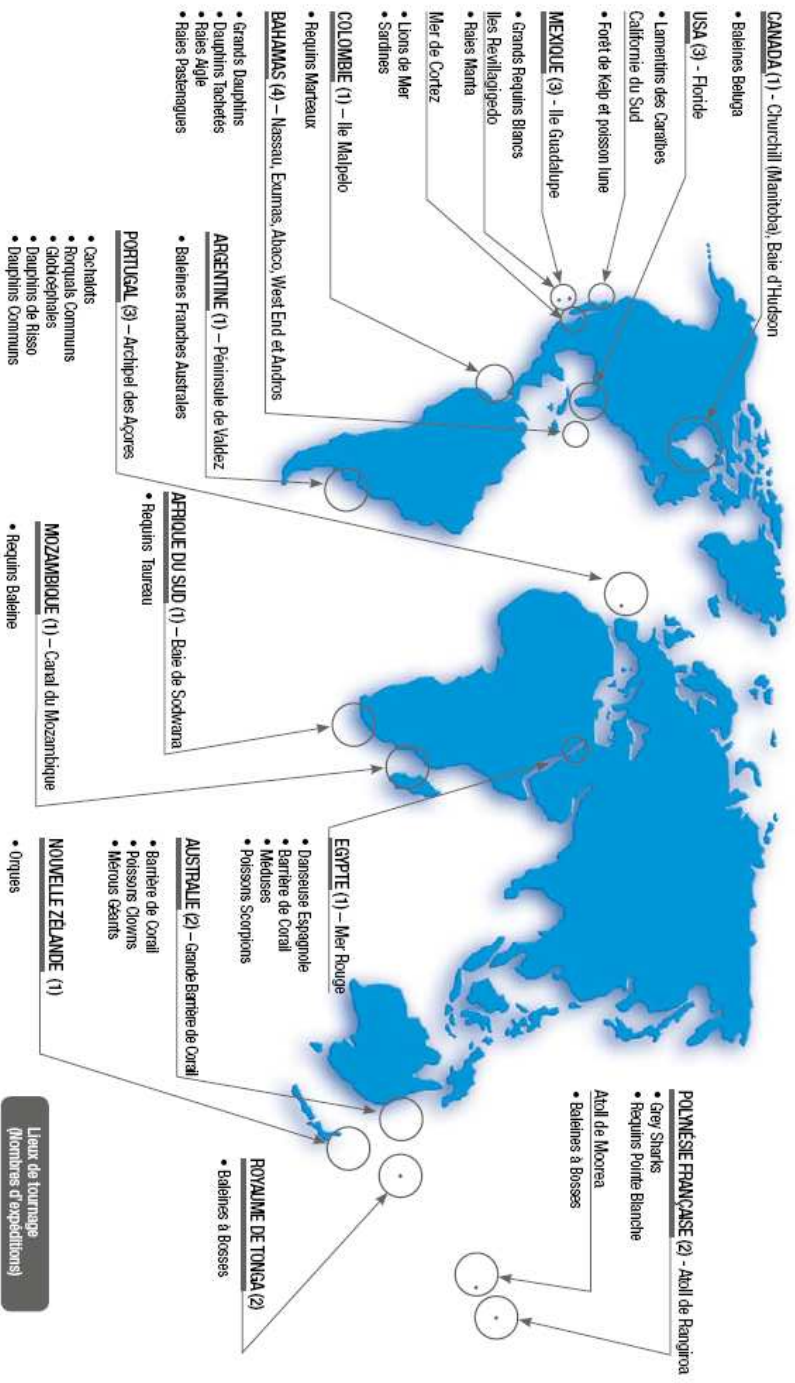 CANADA (1) - Churchill (Manitoba), Baie d'Hudson
• Baleines Beluga
USA (3) - Floride
• Lamentins des Caraïbes
Californie du Sud
• Forêt de Kelp et poisson lune
MEXIQUE (3) - Ile Guadalupe
• Grands Requins Blancs
Iles Revillagigedo
• Raies Manta
Mer de Cortez
• Lions de Mer
• Sardines
COLOMBIE (1) – Ile Malpelo
• Requins Marteaux
BAHAMAS (4) – Nassau, Exumas, Abaco, West End et Andros
• Grands Dauphins
• Dauphins Tachetés
• Raies Aigle
• Raies Pastenagues
ARGENTINE (1) – Péninsule de Valdez
• Baleines Franches Australes
PORTUGAL (3) – Archipel des Açores
• Cachalots
• Rorquals Communs
• Globicéphales
• Dauphins de Risso
• Dauphins Communs
AFRIQUE DU SUD (1) – Baie de Sodwana
• Requins Taureau
MOZAMBIQUE (1) – Canal du Mozambique
• Requins Baleine
EGYPTE (1) – Mer Rouge
• Danseuse Espagnole
• Barrière de Corail
• Méduses
• Poissons Scorpions
AUSTRALIE (2) – Grande Barrière de Corail
• Barrière de Corail
• Poissons Clowns
• Mérous Géants
NOUVELLE ZÉLANDE (1)
• Orques
POLYNÉSIE FRANÇAISE (2) - Atoll de Rangiroa
• Grey Sharks
• Requins Pointe Blanche
Atoll de Moorea
• Baleines à Bosses
ROYAUME DE TONGA (2)
• Baleines à Bosses
Lieux de tournage
(Nombres d'expéditions)